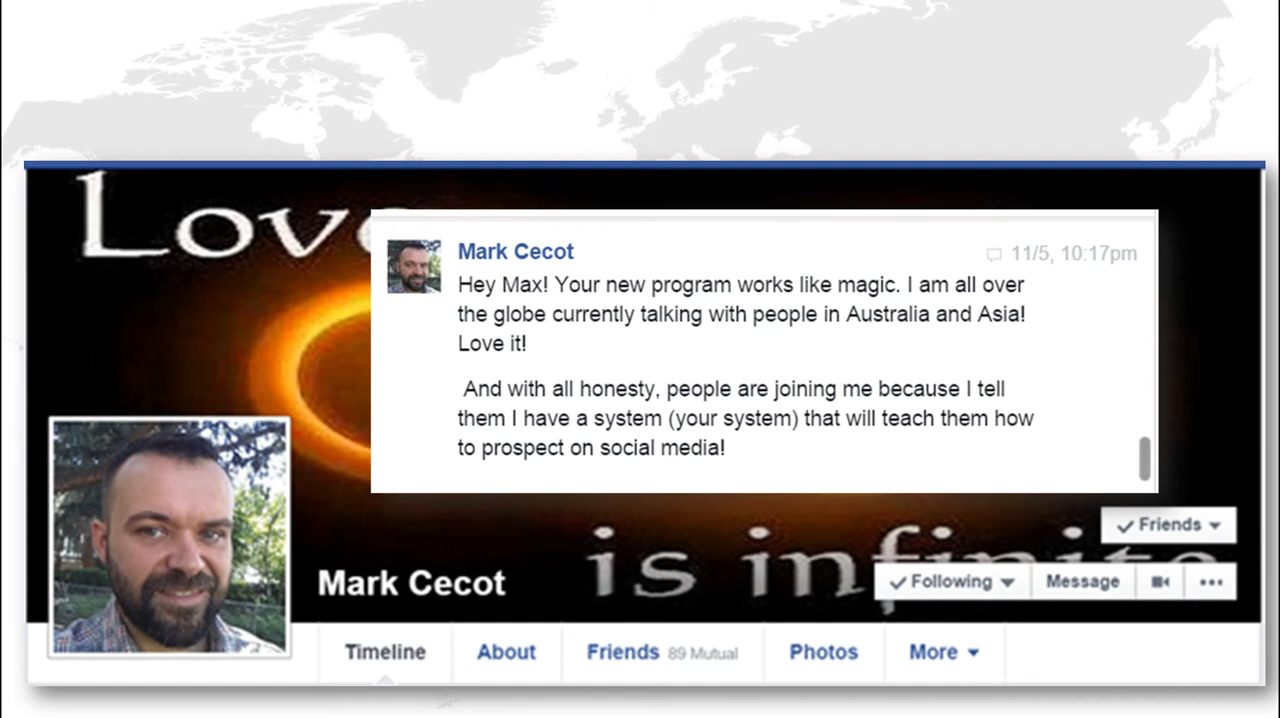 Love
Mark Cecot
11/5, 10:17pm
Hey Max! Your new program works like magic. I am all over
the globe currently talking with people in Australia and Asia!
Love it!
And with all honesty, people are joining me because I tell
them I have a system (your system) that will teach them how
to prospect on social media!
is infinite
Friends
Mark Cecot
Following Message
Timeline About Friends 89 Mutual Photos More